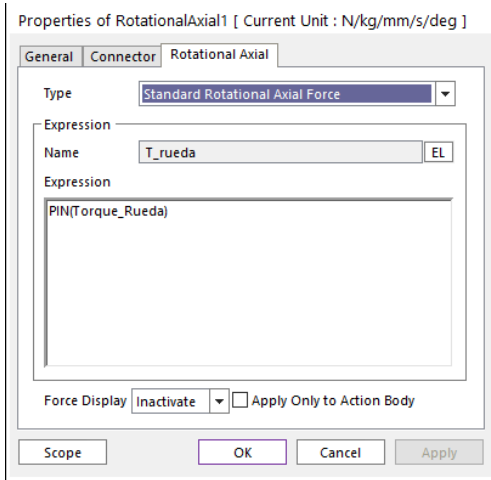 Properties of RotationalAxial1 [ Current Unit : N/kg/mm/s/deg ]
General Connector Rotational Axial
Type Standard Rotational Axial Force
Expression
Name T_rueda EL
Expression
PIN(Torque_Rueda)
Force Display Inactivate Apply Only to Action Body
Scope OK Cancel Apply